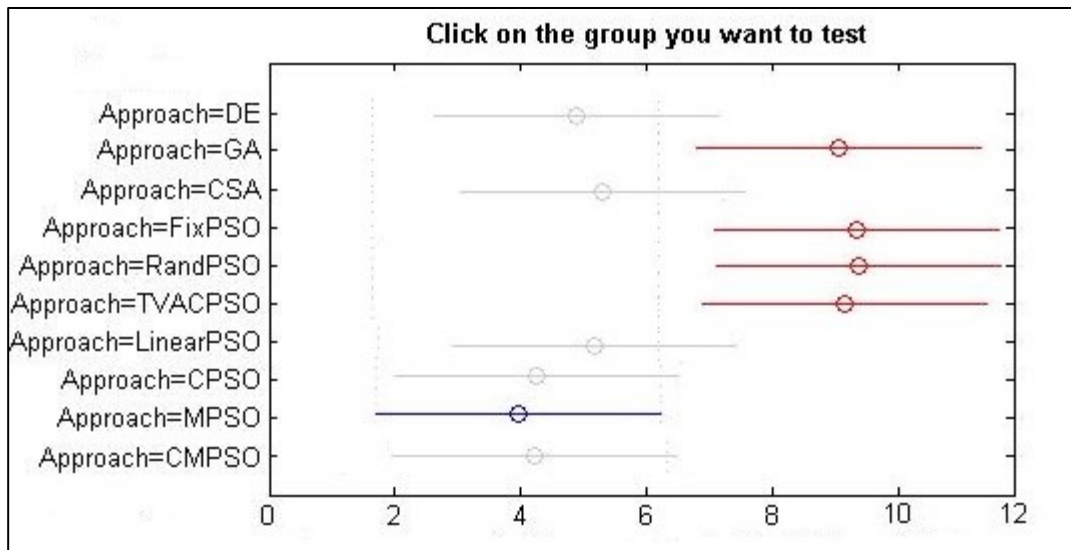 Click on the group you want to test
Approach=DE
Approach=GA
Approach=CSA
Approach=FixPSO
Approach=RandPSO
Approach=TVACPSO
Approach=LinearPSO
Approach=CPSO
Approach=MPSO
Approach=CMPSO
0 2 4 6 8 10 12